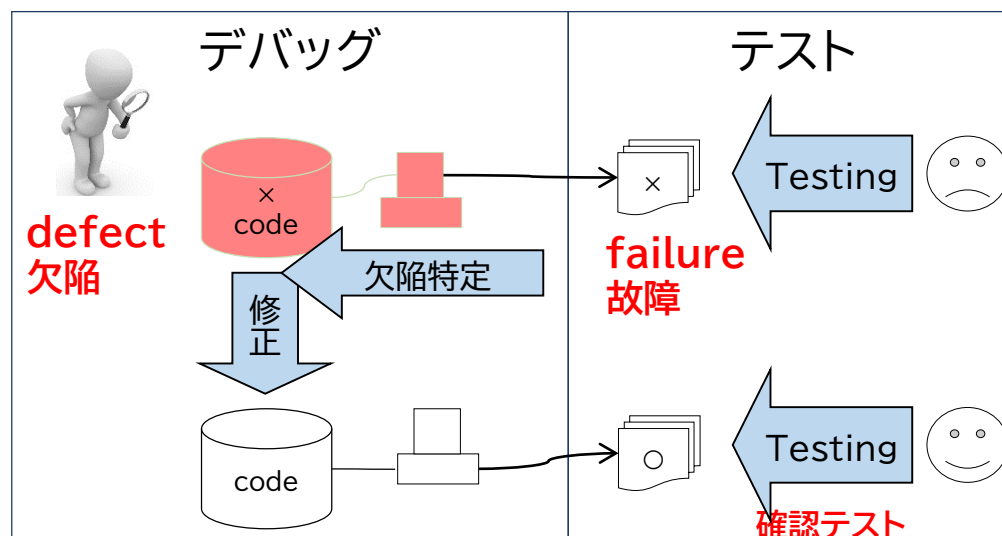 デバッグ
テスト
×
code
×
Testing
defect
欠陥
failure
故障
欠陥特定
修
正
code
○
Testing
確認テスト